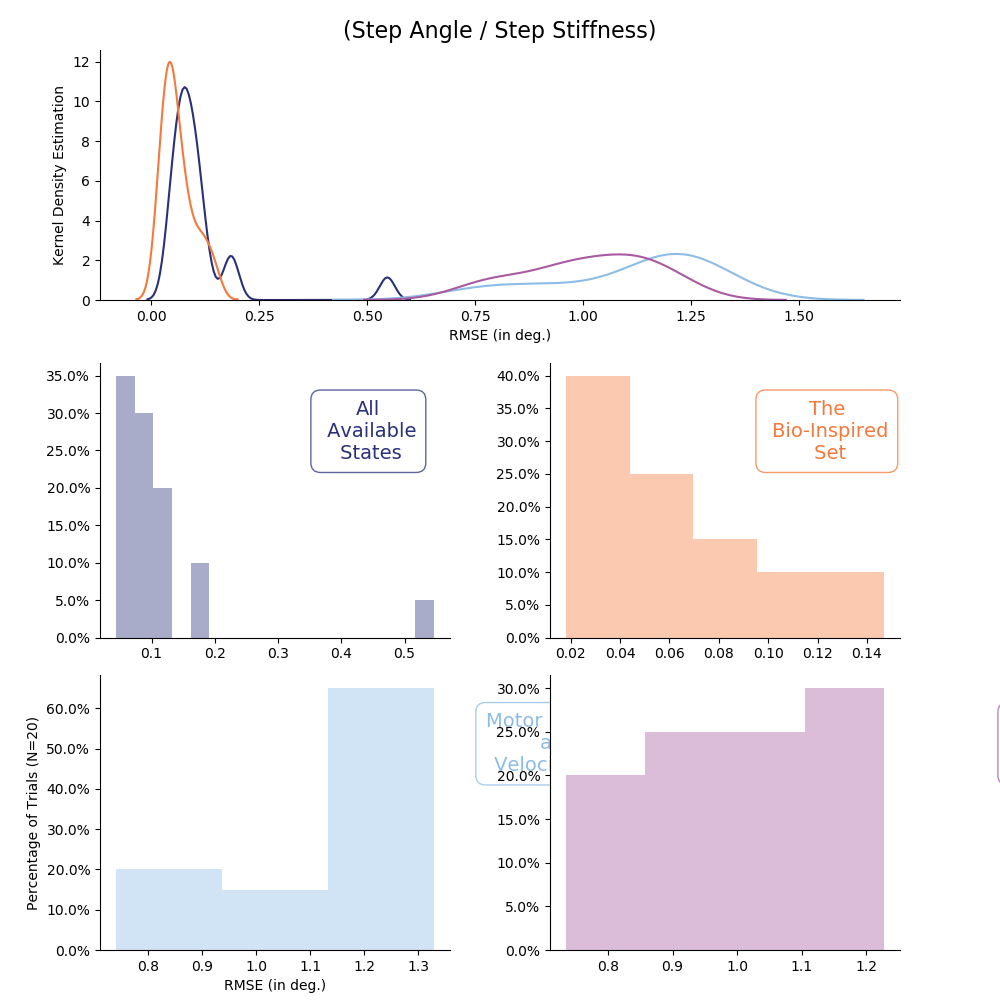 (Step Angle / Step Stiffness)
Kernel Density Estimation
12
10
8
6
4
2
0
0.00 0.25 0.50 0.75 1.00 1.25 1.50
RMSE (in deg.)
35.0%
30.0%
25.0%
20.0%
15.0%
10.0%
5.0%
0.0%
0.1 0.2 0.3 0.4 0.5
All
Available
States
40.0%
35.0%
30.0%
25.0%
20.0%
15.0%
10.0%
5.0%
0.0%
0.02 0.04 0.06 0.08 0.10 0.12 0.14
The
Bio-Inspired
Set
Percentage of Trials (N=20)
60.0%
50.0%
40.0%
30.0%
20.0%
10.0%
0.0%
0.8 0.9 1.0 1.1 1.2 1.3
RMSE (in deg.)
Motor
30.0%
25.0%
20.0%
15.0%
10.0%
5.0%
0.0%
0.8 0.9 1.0 1.1 1.2